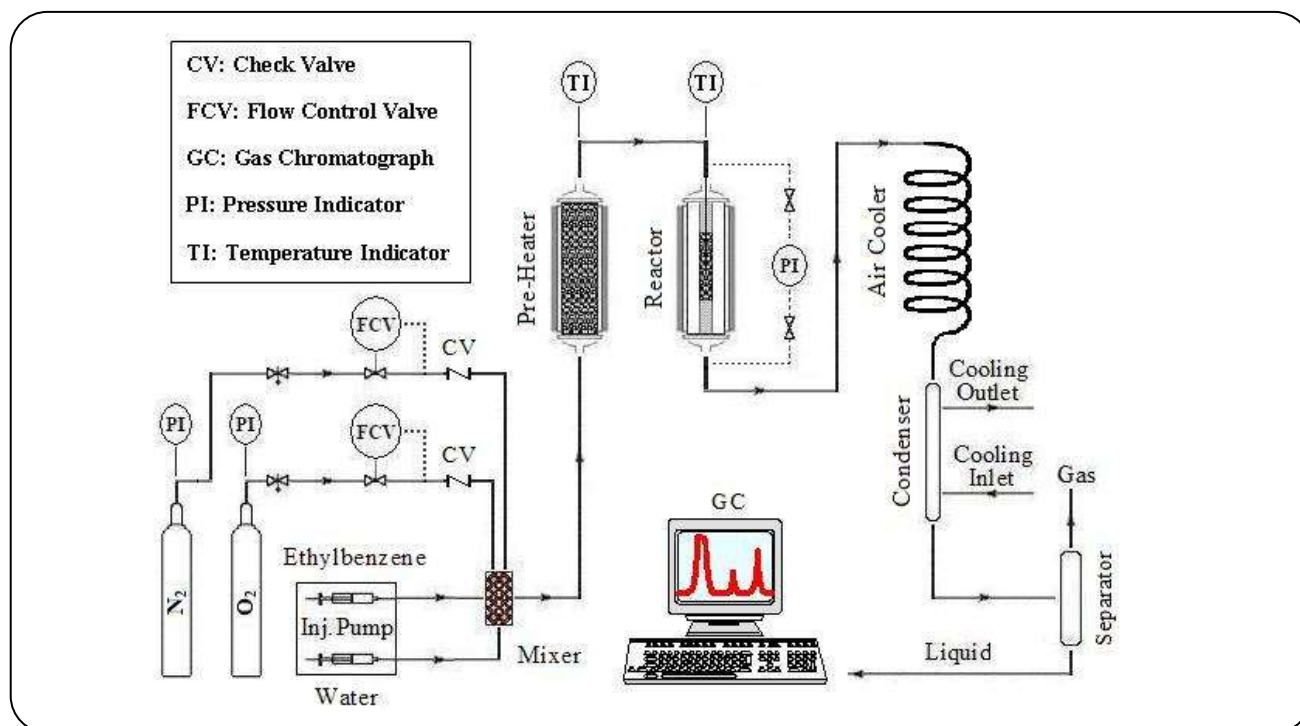 CV: Check Valve
FCV: Flow Control Valve
GC: Gas Chromatograph
PI: Pressure Indicator
TI: Temperature Indicator
TI
TI
Pre-Heater
Reactor
PI
Air Cooler
FCV
CV
PI
PI
FCV
CV
Cooling
Outlet
Condenser
Cooling
Inlet
Gas
GC
Ethylbenzene
N2
O2
Inj. Pump
Mixer
Water
Separator
Liquid